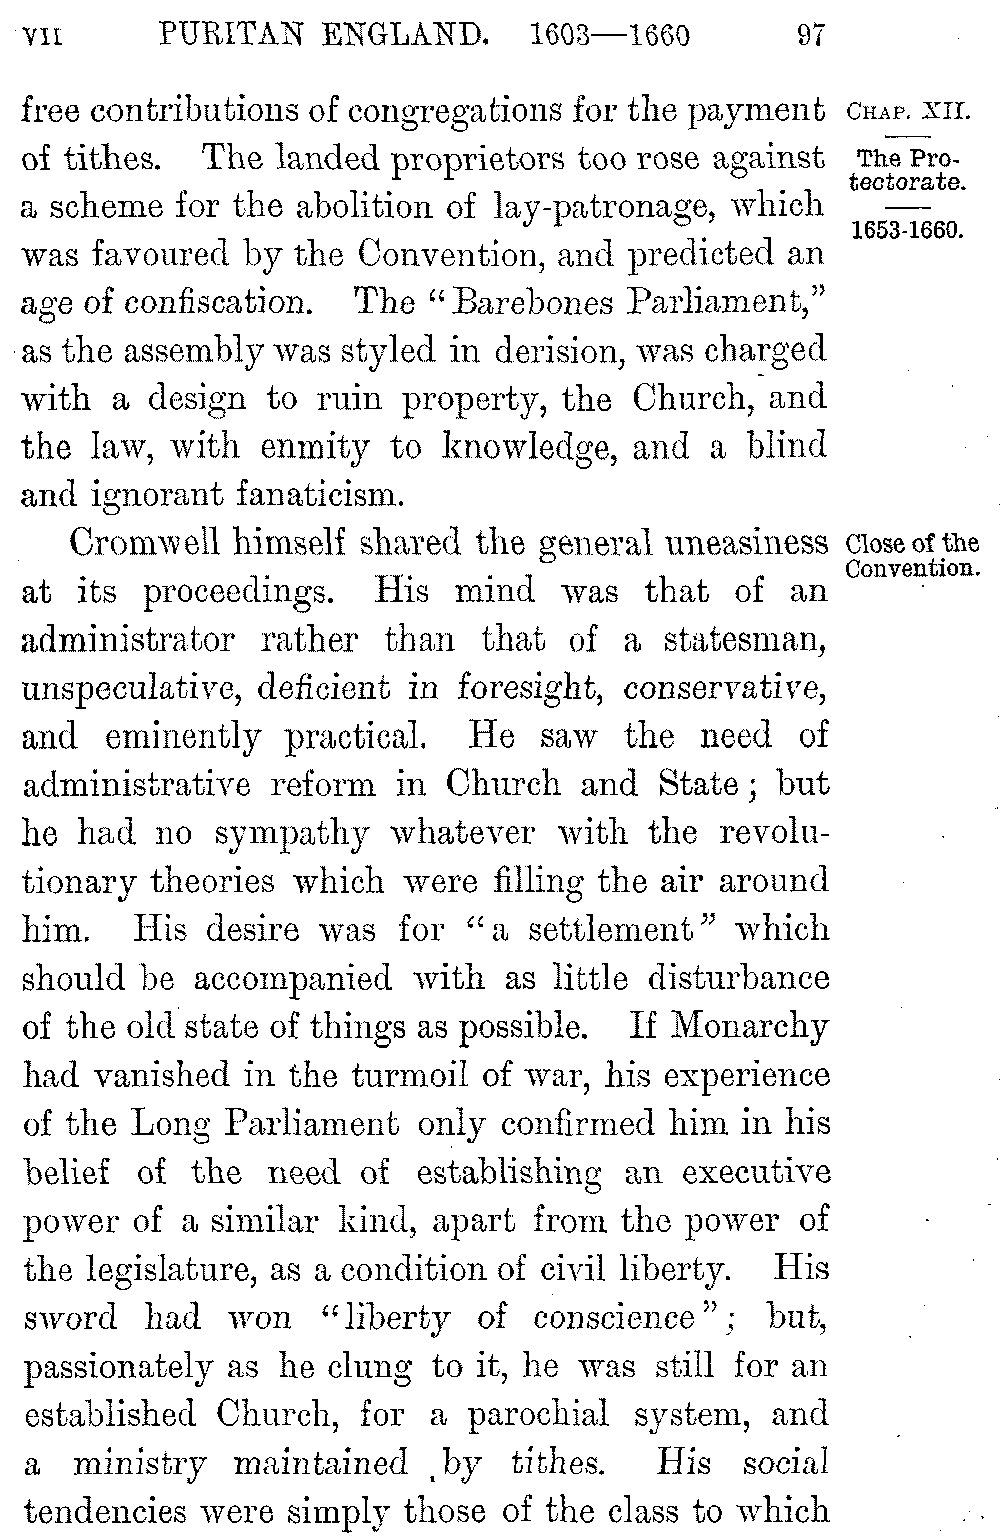 VII PURITAN ENGLAND. 1603—1660 97
free contributions of congregations for the payment
of tithes. The landed proprietors too rose against
a scheme for the abolition of lay-patronage, which
was favoured by the Convention, and predicted an
age of confiscation. The “Barebones Parliament,”
as the assembly was styled in derision, was charged
with a design to ruin property, the Church, and
the law, with enmity to knowledge, and a blind
and ignorant fanaticism.
CHAP. XII.
The Pro-
tectorate.
1653-1660.
Cromwell himself shared the general uneasiness
at its proceedings. His mind was that of an
administrator rather than that of a statesman,
unspeculative, deficient in foresight, conservative,
and eminently practical. He saw the need of
administrative reform in Church and State; but
he had no sympathy whatever with the revolu-
tionary theories which were filling the air around
him. His desire was for “a settlement” which
should be accompanied with as little disturbance
of the old state of things as possible. If Monarchy
had vanished in the turmoil of war, his experience
of the Long Parliament only confirmed him in his
belief of the need of establishing an executive
power of a similar kind, apart from the power of
the legislature, as a condition of civil liberty. His
sword had won “liberty of conscience”; but,
passionately as he clung to it, he was still for an
established Church, for a parochial system, and
a ministry maintained by tithes. His social
tendencies were simply those of the class to which
Close of the
Convention.